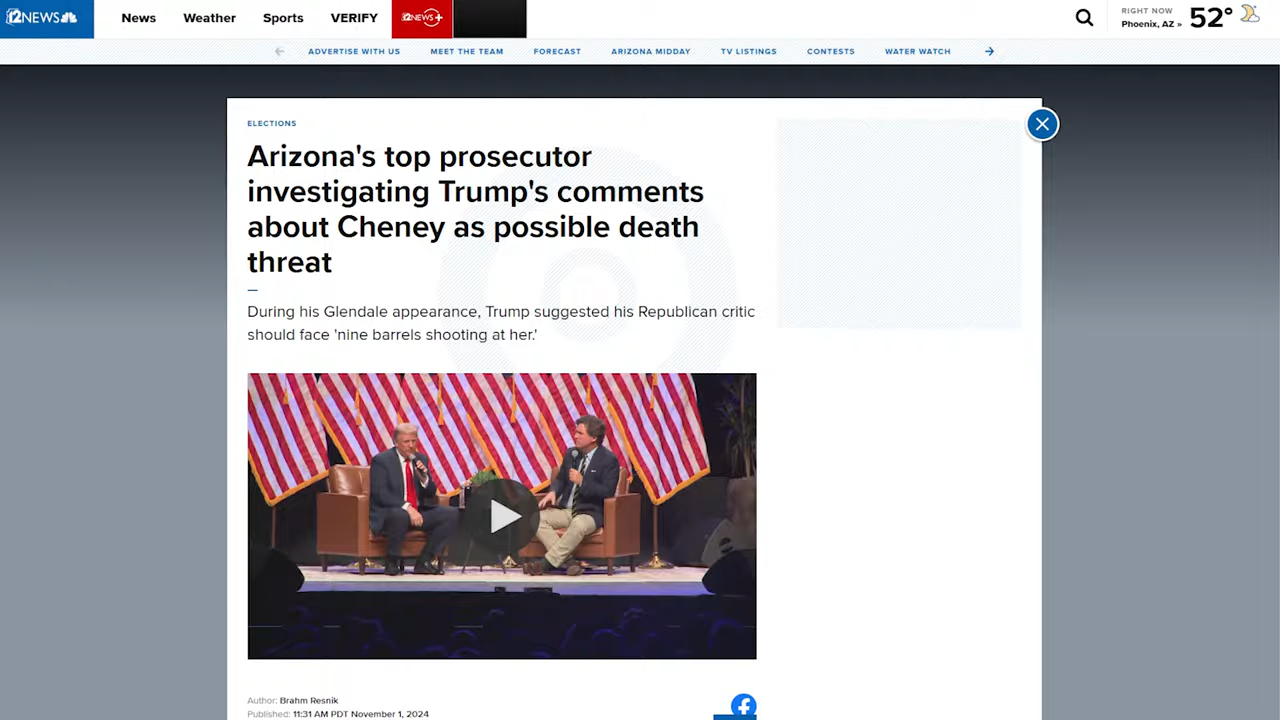 12NEWS
News
Weather
Sports
VERIFY
12NEWS+
RIGHT NOW
Phoenix, AZ »
52°
ADVERTISE WITH US
MEET THE TEAM
FORECAST
ARIZONA MIDDAY
TV LISTINGS
CONTESTS
WATER WATCH
ELECTIONS
Arizona's top prosecutor
investigating Trump's comments
about Cheney as possible death
threat
During his Glendale appearance, Trump suggested his Republican critic
should face 'nine barrels shooting at her.'
Author: Brahm Resnik
Published: 11:31 AM PDT November 1, 2024